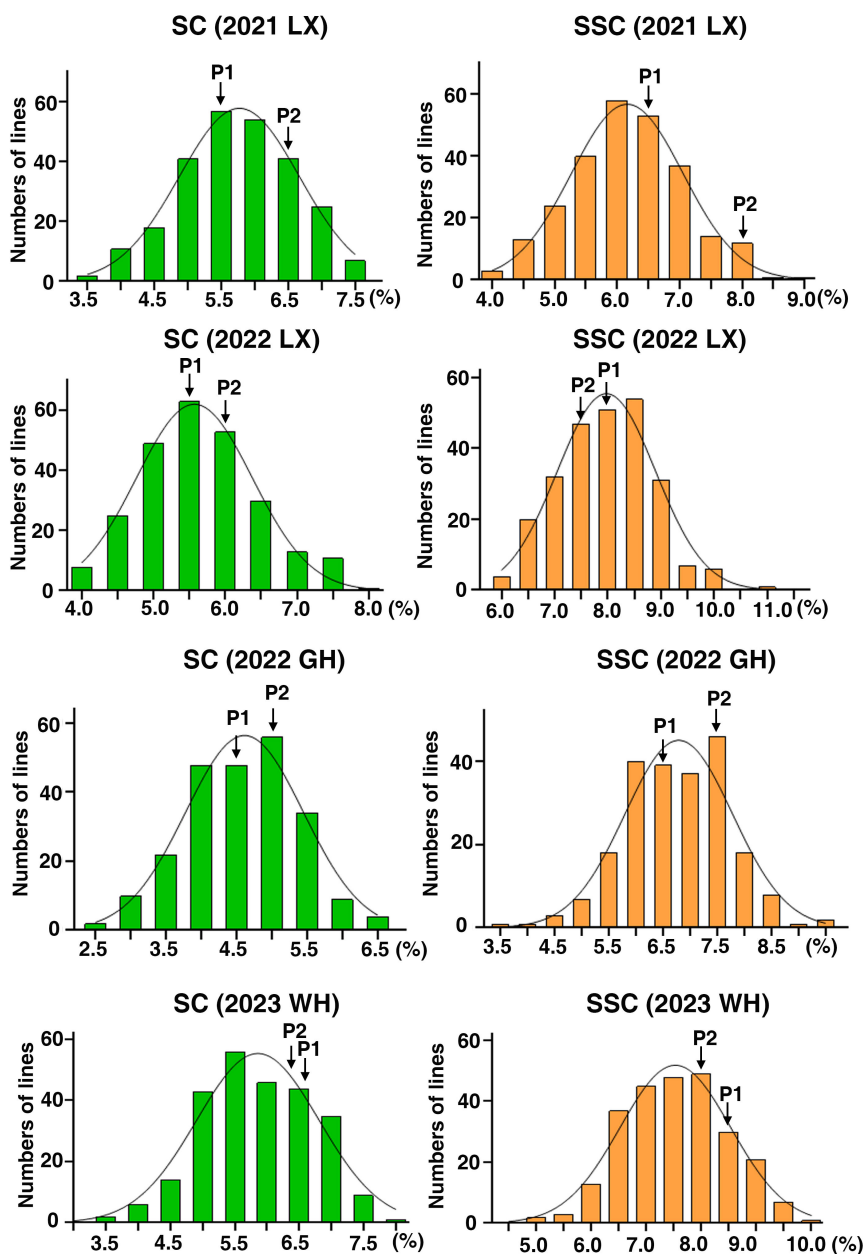 SC (2021 LX)
Numbers of lines
60
40
20
0
P1
P2
3.5 4.5 5.5 6.5 7.5 (%)
SSC (2021 LX)
Numbers of lines
60
40
20
0
P1
P2
4.0 5.0 6.0 7.0 8.0 9.0 (%)
SC (2022 LX)
Numbers of lines
60
40
20
0
P1
P2
4.0 5.0 6.0 7.0 8.0 (%)
SSC (2022 LX)
Numbers of lines
60
40
20
0
P2
P1
6.0 7.0 8.0 9.0 10.0 11.0 (%)
SC (2022 GH)
Numbers of lines
60
40
20
0
P1
P2
2.5 3.5 4.5 5.5 6.5 (%)
SSC (2022 GH)
Numbers of lines
40
20
0
P1
P2
3.5 4.5 5.5 6.5 7.5 8.5 (%)
SC (2023 WH)
Numbers of lines
60
40
20
0
P2
P1
3.5 4.5 5.5 6.5 7.5 (%)
SSC (2023 WH)
Numbers of lines
60
40
20
0
P2
P1
5.0 6.0 7.0 8.0 9.0 10.0 (%)